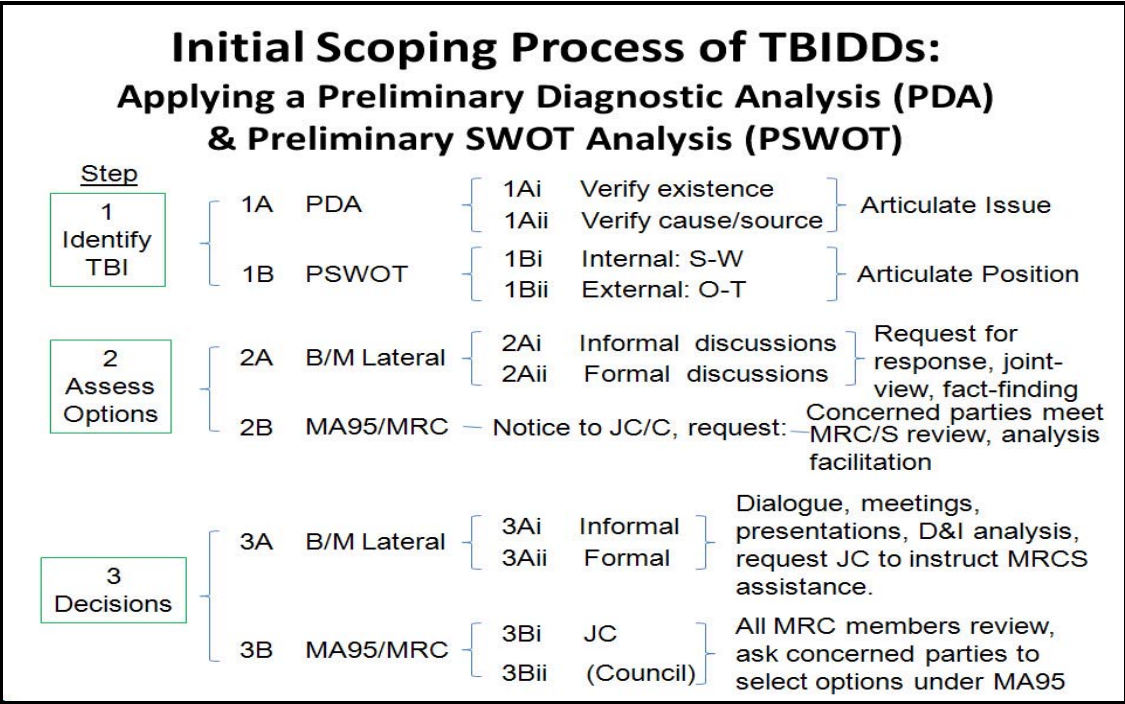 Initial Scoping Process of TBIDDs:
Applying a Preliminary Diagnostic Analysis (PDA)
& Preliminary SWOT Analysis (PSWOT)
Step
1
Identify
TBI
1A PDA
1Ai Verify existence
1Aii Verify cause/source
Articulate Issue
1B PSWOT
1Bi Internal: S-W
1Bii External: O-T
Articulate Position
2
Assess
Options
2A B/M Lateral
2Ai Informal discussions
2Aii Formal discussions
Request for
response, joint-
view, fact-finding
2B MA95/MRC
Notice to JC/C, request:
Concerned parties meet
MRC/S review, analysis
facilitation
3
Decisions
3A B/M Lateral
3Ai Informal
3Aii Formal
Dialogue, meetings,
presentations, D&I analysis,
request JC to instruct MRCS
assistance.
3B MA95/MRC
3Bi JC
3Bii (Council)
All MRC members review,
ask concerned parties to
select options under MA95